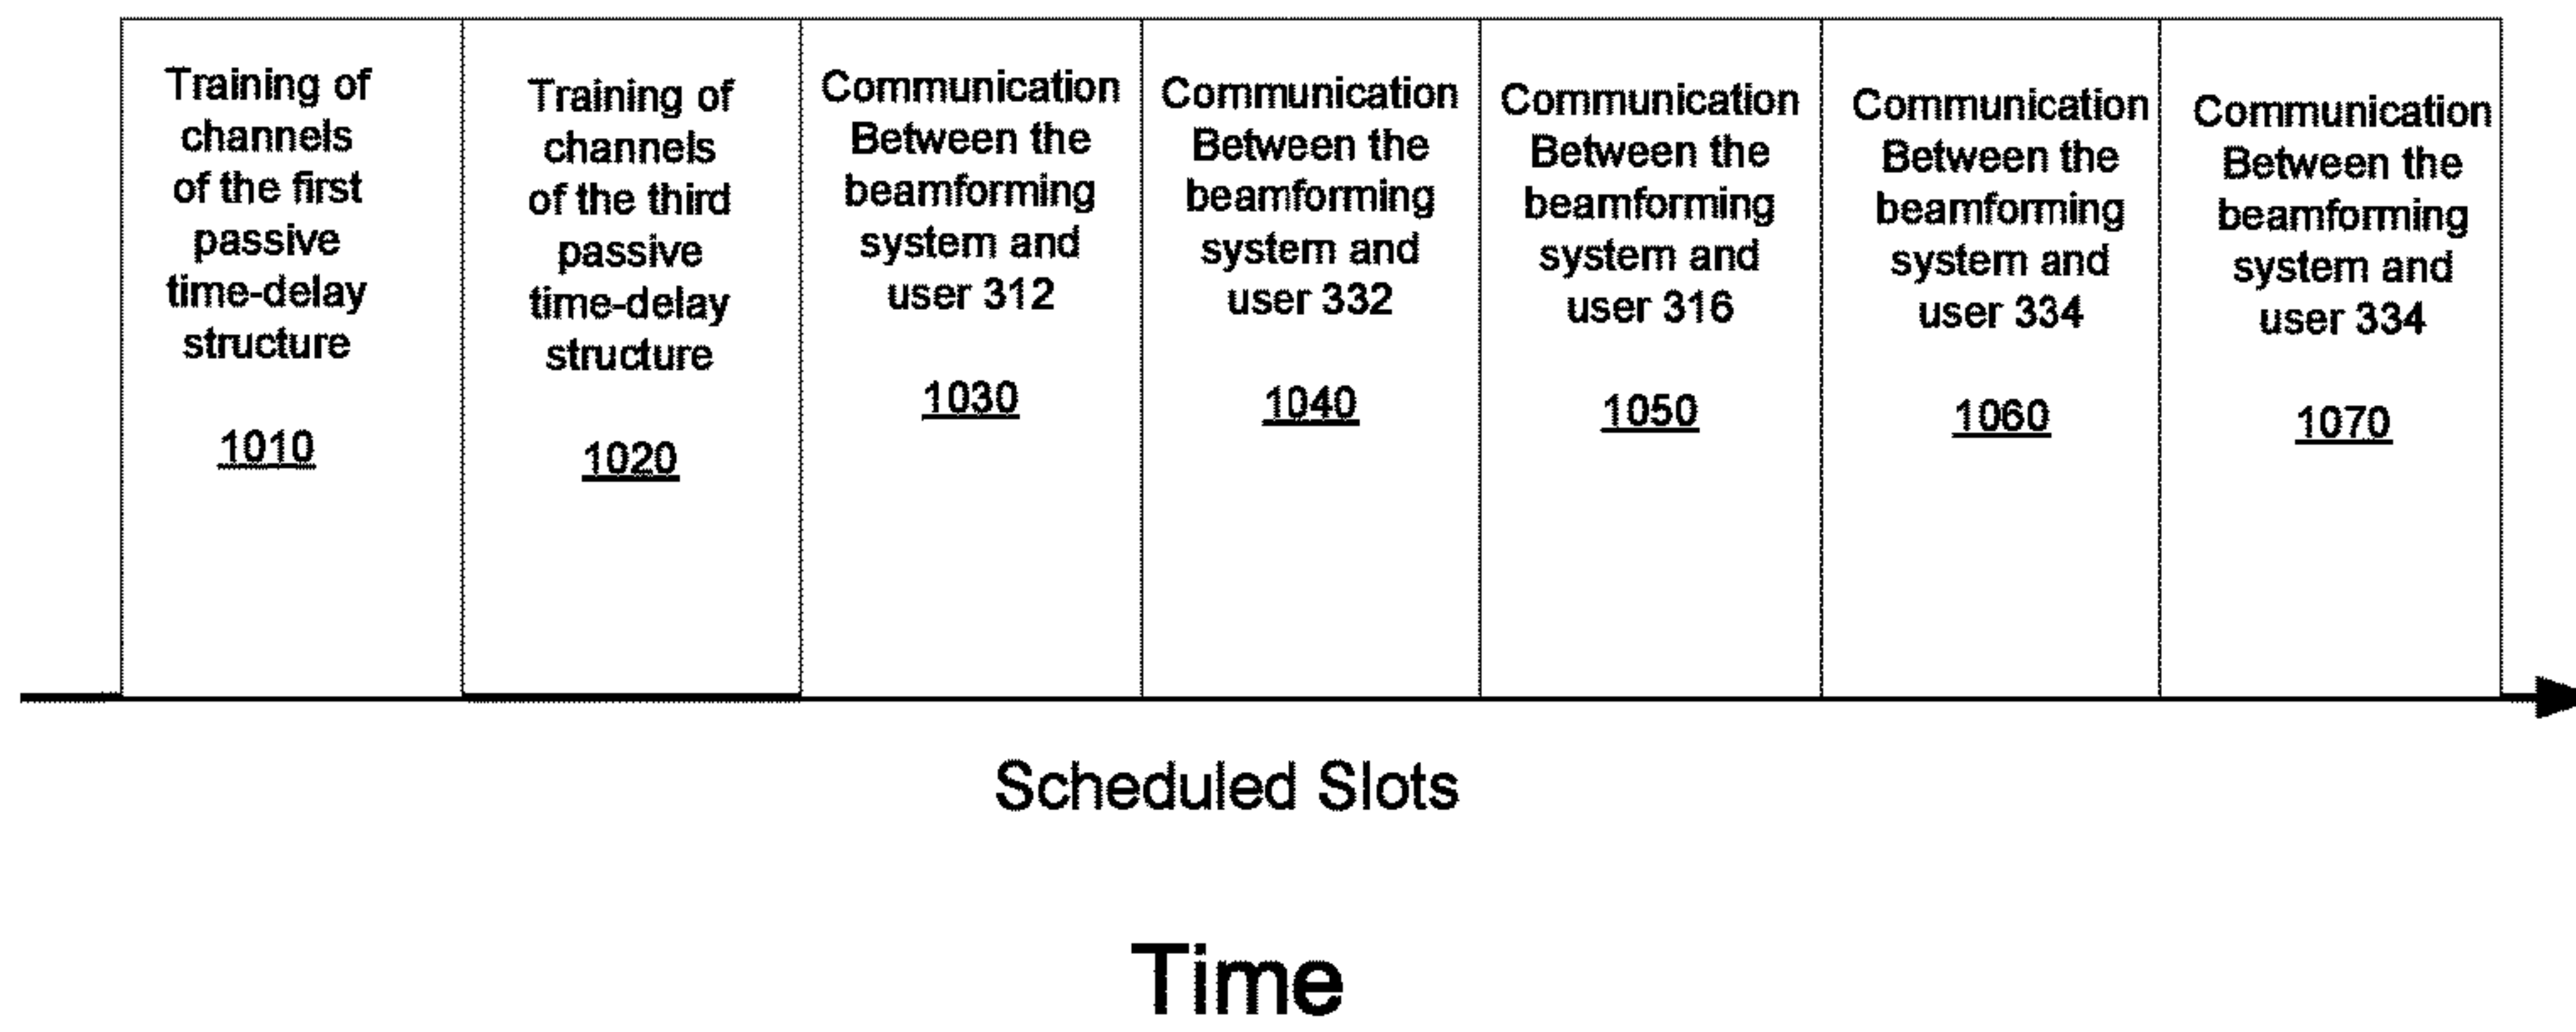 Training of
channels
of the first
passive
time-delay
structure
1010
Training of
channels
of the third
passive
time-delay
structure
1020
Communication
Between the
beamforming
system and
user 312
1030
Communication
Between the
beamforming
system and
user 332
1040
Communication
Between the
beamforming
system and
user 316
1050
Communication
Between the
beamforming
system and
user 334
1060
Communication
Between the
beamforming
system and
user 334
1070
Scheduled Slots
Time